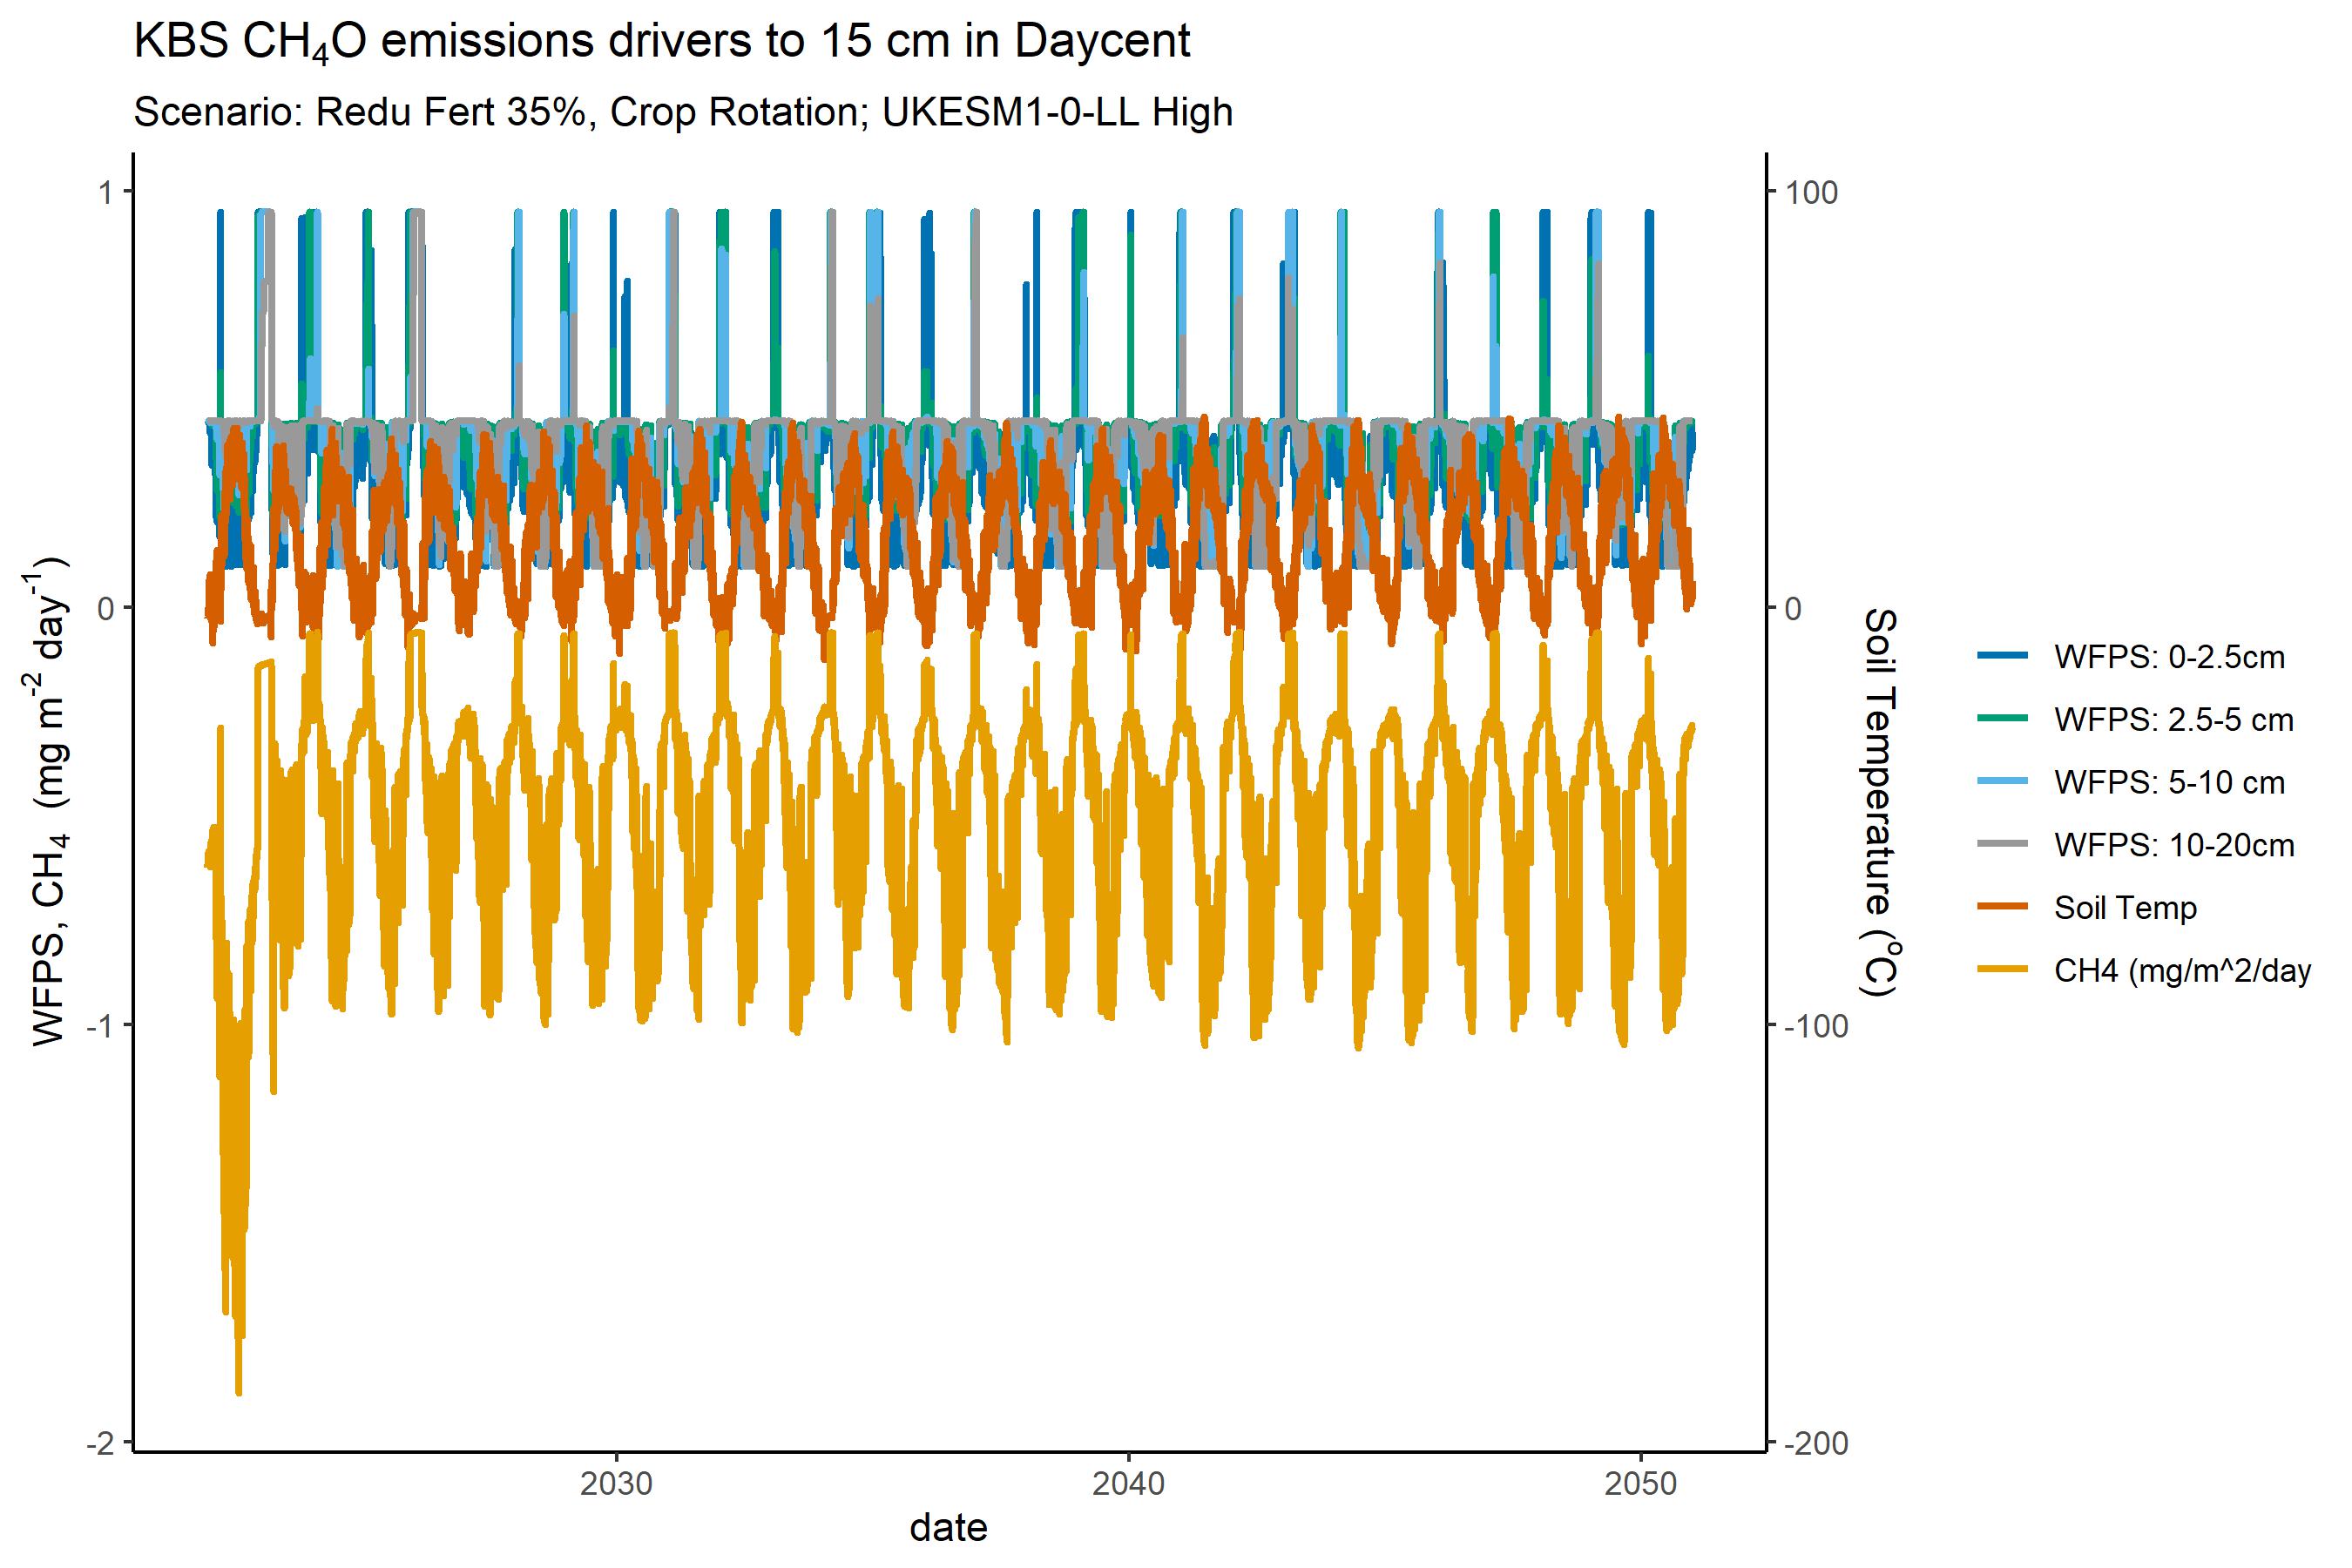 KBS CH₄O emissions drivers to 15 cm in Daycent
Scenario: Redu Fert 35%, Crop Rotation; UKESM1-0-LL High
WFPS, CH₄ (mg m⁻² day⁻¹)
1
0
-1
-2
100
0
-100
-200
Soil Temperature (⁰C)
2030
2040
2050
date
WFPS: 0-2.5cm
WFPS: 2.5-5 cm
WFPS: 5-10 cm
WFPS: 10-20cm
Soil Temp
CH4 (mg/m^2/day